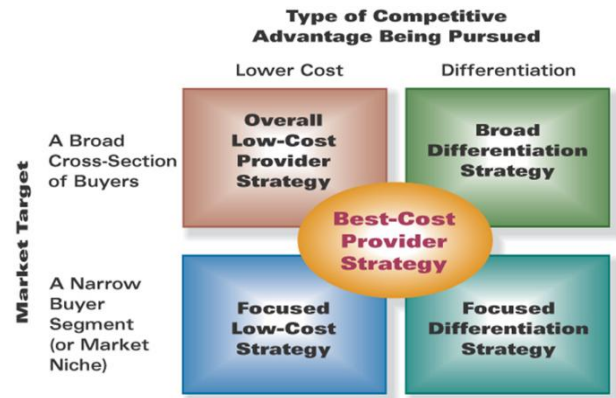 Type of Competitive
Advantage Being Pursued
Lower Cost
Differentiation
Market Target
A Broad
Cross-Section
of Buyers
Overall
Low-Cost
Provider
Strategy
Broad
Differentiation
Strategy
Best-Cost
Provider
Strategy
A Narrow
Buyer
Segment
(or Market
Niche)
Focused
Low-Cost
Strategy
Focused
Differentiation
Strategy